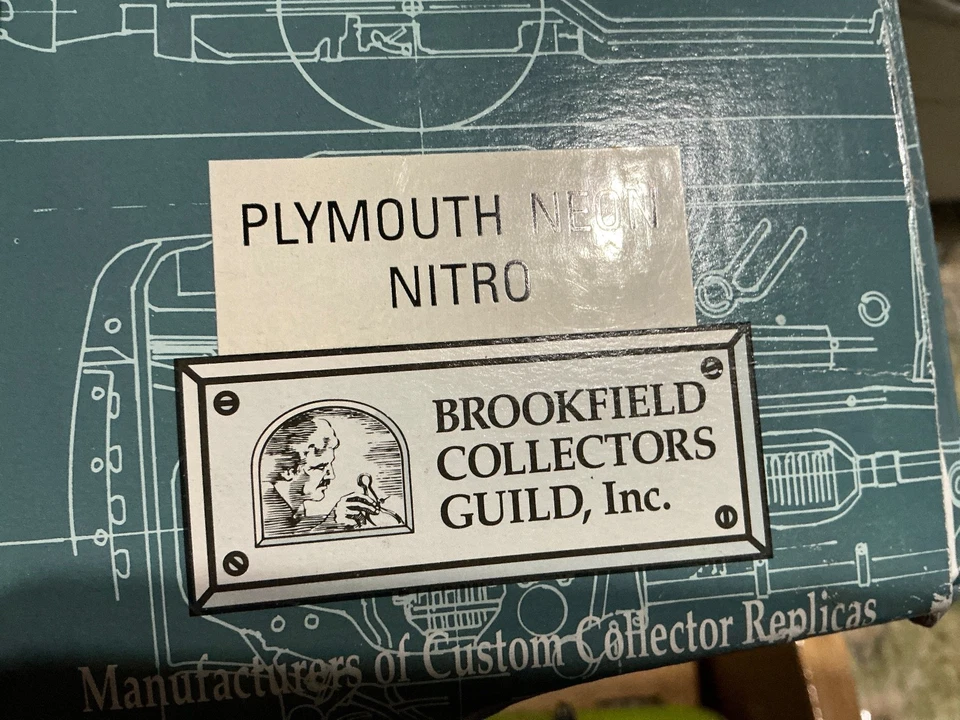 PLYMOUTH NEON
NITRO
BROOKFIELD
COLLECTORS
GUILD, Inc.
Manufacturers of Custom Collector Replicas